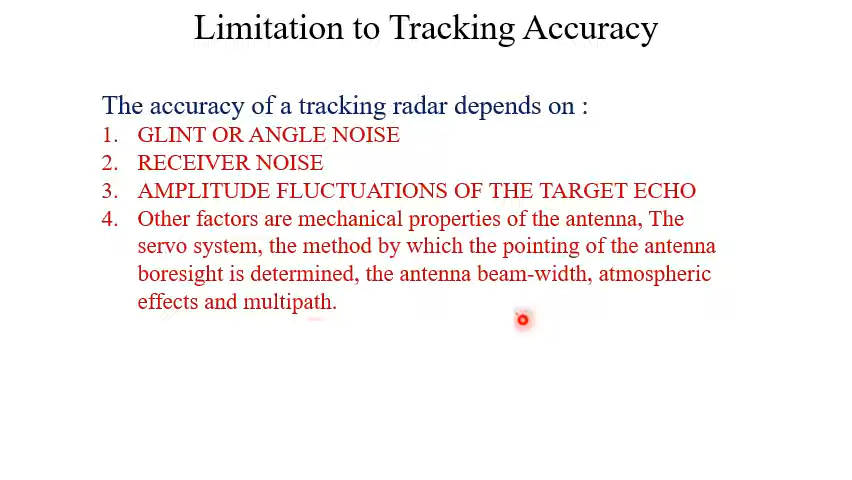 Limitation to Tracking Accuracy
The accuracy of a tracking radar depends on :
1. GLINT OR ANGLE NOISE
2. RECEIVER NOISE
3. AMPLITUDE FLUCTUATIONS OF THE TARGET ECHO
4. Other factors are mechanical properties of the antenna, The
servo system, the method by which the pointing of the antenna
boresight is determined, the antenna beam-width, atmospheric
effects and multipath.